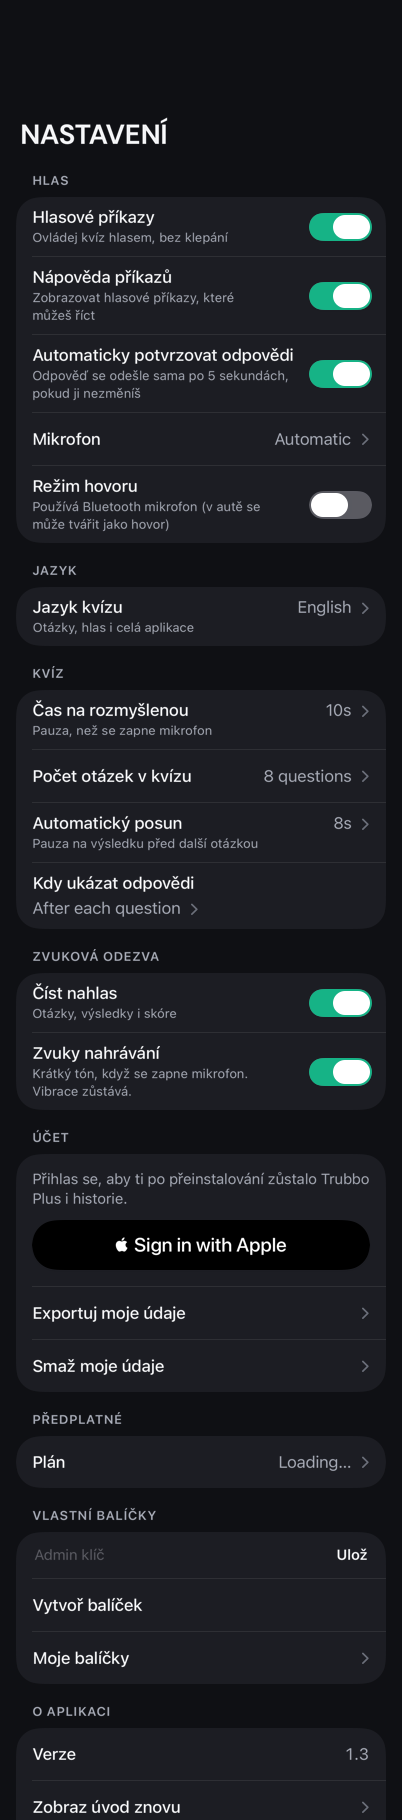 NASTAVENÍ
HLAS
Hlasové příkazy
Ovládej kvíz hlasem, bez klepání
Nápověda příkazů
Zobrazovat hlasové příkazy, které
můžeš říct
Automaticky potvrzovat odpovědi
Odpověď se odešle sama po 5 sekundách,
pokud ji nezměníš
Mikrofon Automatic
Režim hovoru
Používá Bluetooth mikrofon (v autě se
může tvářit jako hovor)
JAZYK
Jazyk kvízu English
Otázky, hlas i celá aplikace
KVÍZ
Čas na rozmyšlenou 10s
Pauza, než se zapne mikrofon
Počet otázek v kvízu 8 questions
Automatický posun 8s
Pauza na výsledku před další otázkou
Kdy ukázat odpovědi
After each question
ZVUKOVÁ ODEZVA
Číst nahlas
Otázky, výsledky i skóre
Zvuky nahrávání
Krátký tón, když se zapne mikrofon.
Vibrace zůstává.
ÚČET
Přihlas se, aby ti po přeinstalování zůstalo Trubbo
Plus i historie.
Sign in with Apple
Exportuj moje údaje
Smaž moje údaje
PŘEDPLATNÉ
Plán Loading...
VLASTNÍ BALÍČKY
Admin klíč Ulož
Vytvoř balíček
Moje balíčky
O APLIKACI
Verze 1.3
Zobraz úvod znovu